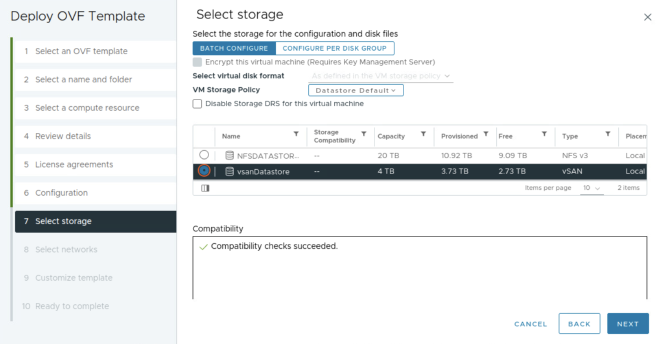 Deploy OVF Template
1 Select an OVF template
2 Select a name and folder
3 Select a compute resource
4 Review details
5 License agreements
6 Configuration
7 Select storage
8 Select networks
9 Customize template
10 Ready to complete
Select storage
Select the storage for the configuration and disk files
BATCH CONFIGURE CONFIGURE PER DISK GROUP
Encrypt this virtual machine (Requires Key Management Server)
Select virtual disk format As defined in the VM storage policy
VM Storage Policy Datastore Default
Disable Storage DRS for this virtual machine
Name Storage Compatibility Capacity Provisioned Free Type Placem
NFSDATASTOR... -- 20 TB 10.92 TB 9.09 TB NFS v3 Local
vsanDatastore -- 4 TB 3.73 TB 2.73 TB vSAN Local
Items per page 10 2 items
Compatibility
Compatibility checks succeeded.
CANCEL BACK NEXT